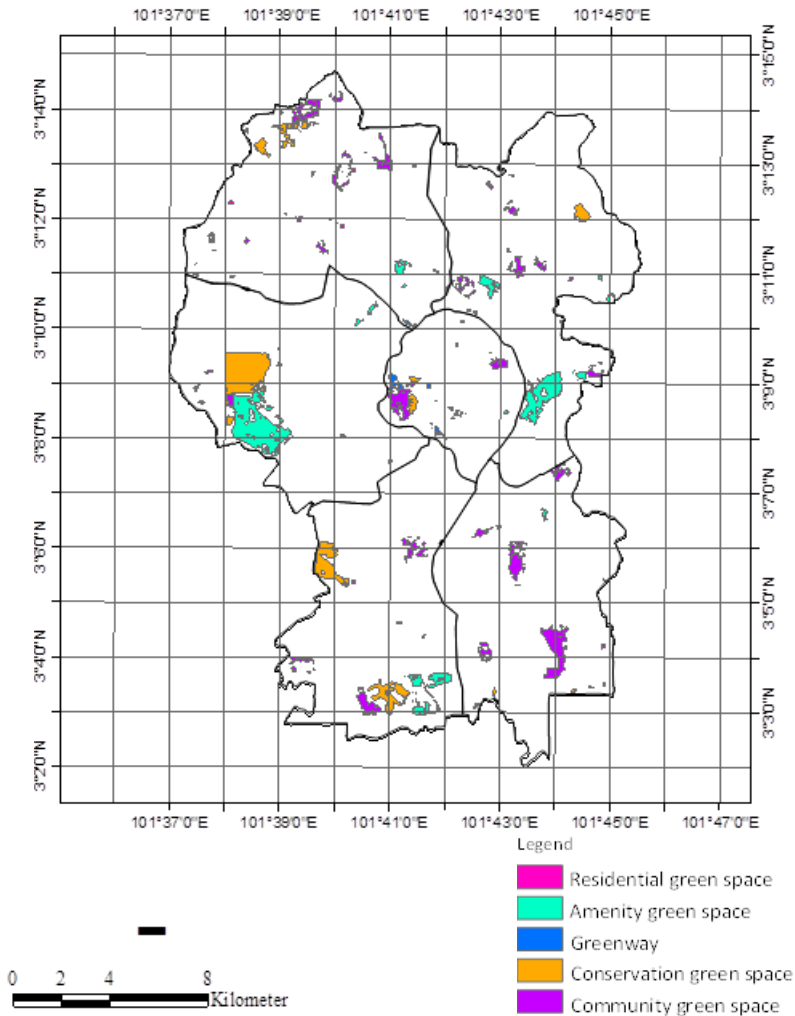 101°37'0"E 101°39'0"E 101°41'0"E 101°43'0"E 101°45'0"E
3°15'0"N
3°14'0"N
3°13'0"N
3°12'0"N
3°11'0"N
3°10'0"N
3°9'0"N
3°8'0"N
3°7'0"N
3°6'0"N
3°5'0"N
3°4'0"N
3°3'0"N
3°2'0"N
101°37'0"E 101°39'0"E 101°41'0"E 101°43'0"E 101°45'0"E 101°47'0"E
Legend
Residential green space
Amenity green space
Greenway
Conservation green space
Community green space
0 2 4 8
Kilometer